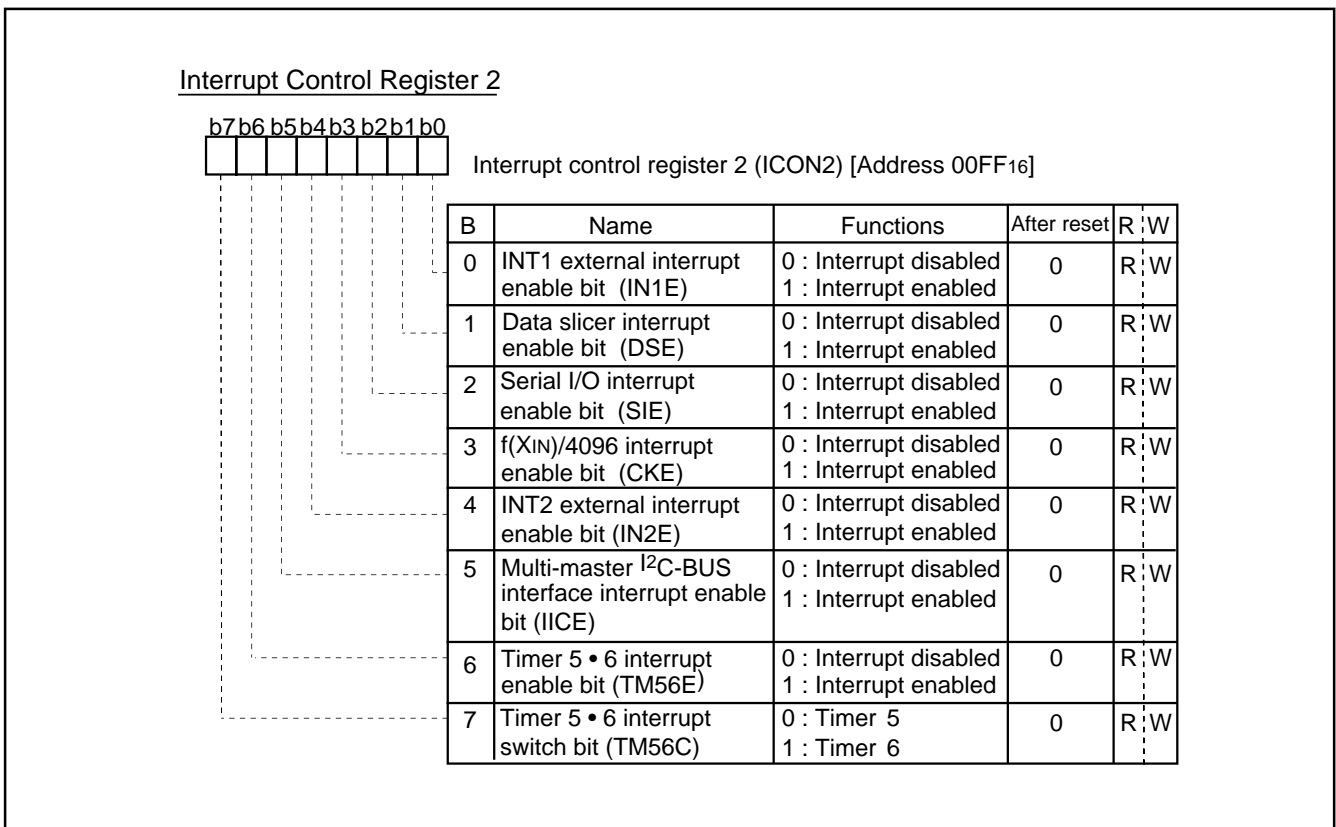 Interrupt Control Register 2
b7 b6 b5 b4 b3 b2 b1 b0
Interrupt control register 2 (ICON2) [Address 00FF16]
B Name Functions After reset R W
0 INT1 external interrupt enable bit (IN1E) 0 : Interrupt disabled 1 : Interrupt enabled 0 R W
1 Data slicer interrupt enable bit (DSE) 0 : Interrupt disabled 1 : Interrupt enabled 0 R W
2 Serial I/O interrupt enable bit (SIE) 0 : Interrupt disabled 1 : Interrupt enabled 0 R W
3 f(XIN)/4096 interrupt enable bit (CKE) 0 : Interrupt disabled 1 : Interrupt enabled 0 R W
4 INT2 external interrupt enable bit (IN2E) 0 : Interrupt disabled 1 : Interrupt enabled 0 R W
5 Multi-master I2C-BUS interface interrupt enable bit (IICE) 0 : Interrupt disabled 1 : Interrupt enabled 0 R W
6 Timer 5 • 6 interrupt enable bit (TM56E) 0 : Interrupt disabled 1 : Interrupt enabled 0 R W
7 Timer 5 • 6 interrupt switch bit (TM56C) 0 : Timer 5 1 : Timer 6 0 R W